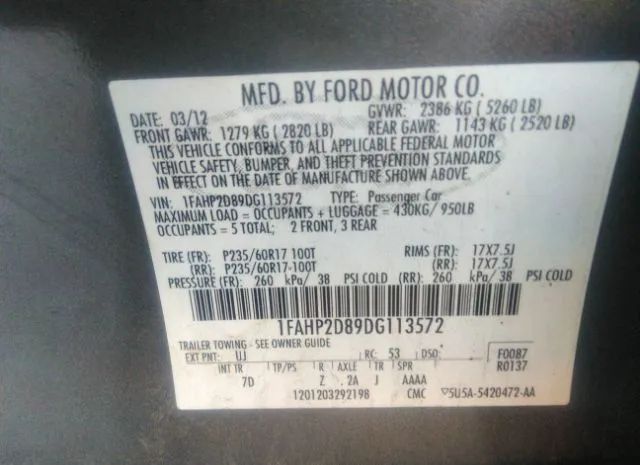 MFD. BY FORD MOTOR CO.
DATE: 03/12 GVWR: 2386 KG ( 5260 LB)
FRONT GAWR: 1279 KG ( 2820 LB) REAR GAWR: 1143 KG ( 2520 LB)
THIS VEHICLE CONFORMS TO ALL APPLICABLE FEDERAL MOTOR
VEHICLE SAFETY, BUMPER, AND THEFT PREVENTION STANDARDS
IN EFFECT ON THE DATE OF MANUFACTURE SHOWN ABOVE.
VIN: 1FAHP2D89DG113572 TYPE: Passenger Car
MAXIMUM LOAD = OCCUPANTS + LUGGAGE = 430KG/ 950LB
OCCUPANTS = 5 TOTAL; 2 FRONT, 3 REAR
TIRE (FR): P235/60R17 100T RIMS (FR): 17X7.5J
(RR): P235/60R17-100T (RR): 17X7.5J
PRESSURE (FR): 260 kPa/ 38 PSI COLD (RR): 260 kPa/ 38 PSI COLD
1FAHP2D89DG113572
TRAILER TOWING - SEE OWNER GUIDE
EXT PNT: UJ RC: 53 DSO: F0087
INT TR TP/PS R AXLE TR SPR R0137
7D Z 2A J AAAA
1201203292198 CMC ▽5U5A-5420472-AA